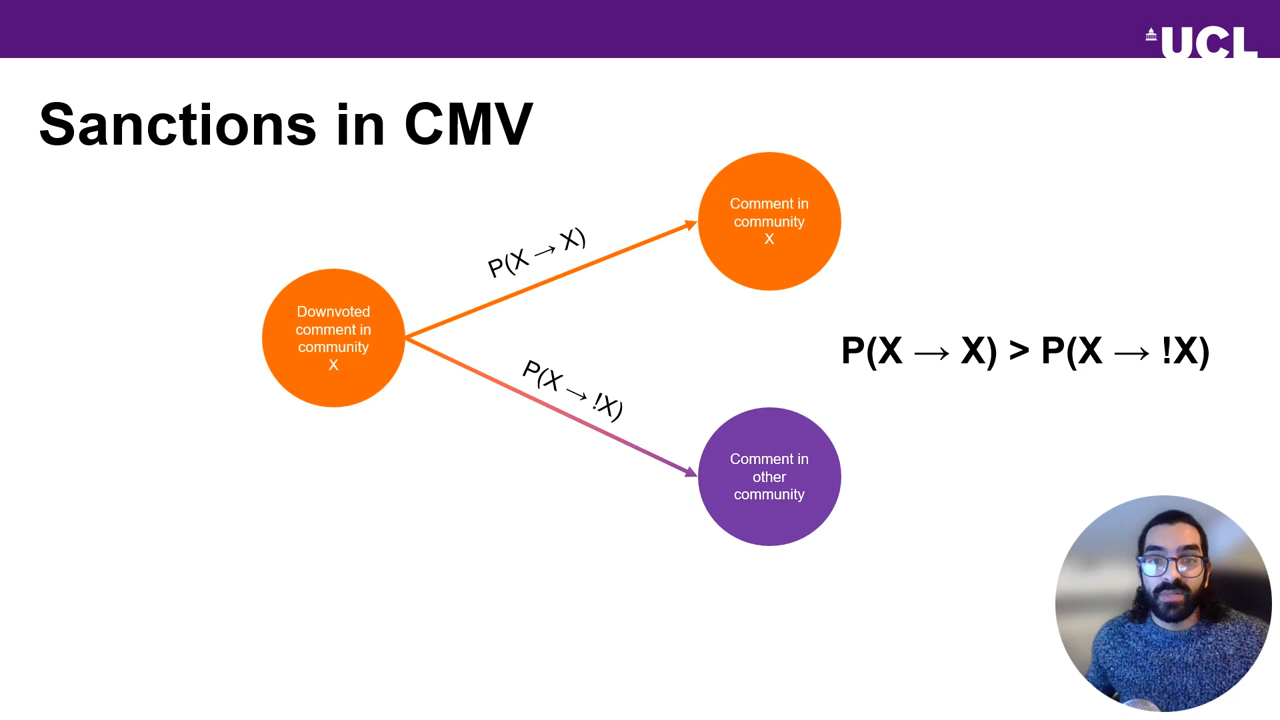 UCL
Sanctions in CMV
Downvoted
comment in
community
X
P(X → X)
P(X → !X)
Comment in
community
X
Comment in
other
community
P(X → X) > P(X → !X)